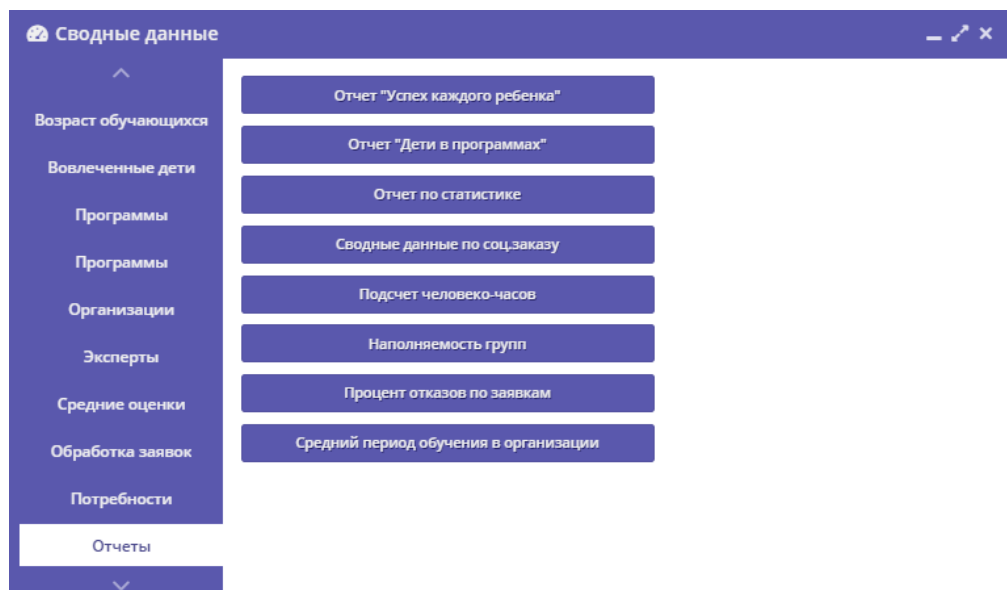 Сводные данные
Возраст обучающихся
Вовлеченные дети
Программы
Программы
Организации
Эксперты
Средние оценки
Обработка заявок
Потребности
Отчеты
Отчет "Успех каждого ребенка"
Отчет "Дети в программах"
Отчет по статистике
Сводные данные по соц.заказу
Подсчет человеко-часов
Наполняемость групп
Процент отказов по заявкам
Средний период обучения в организации